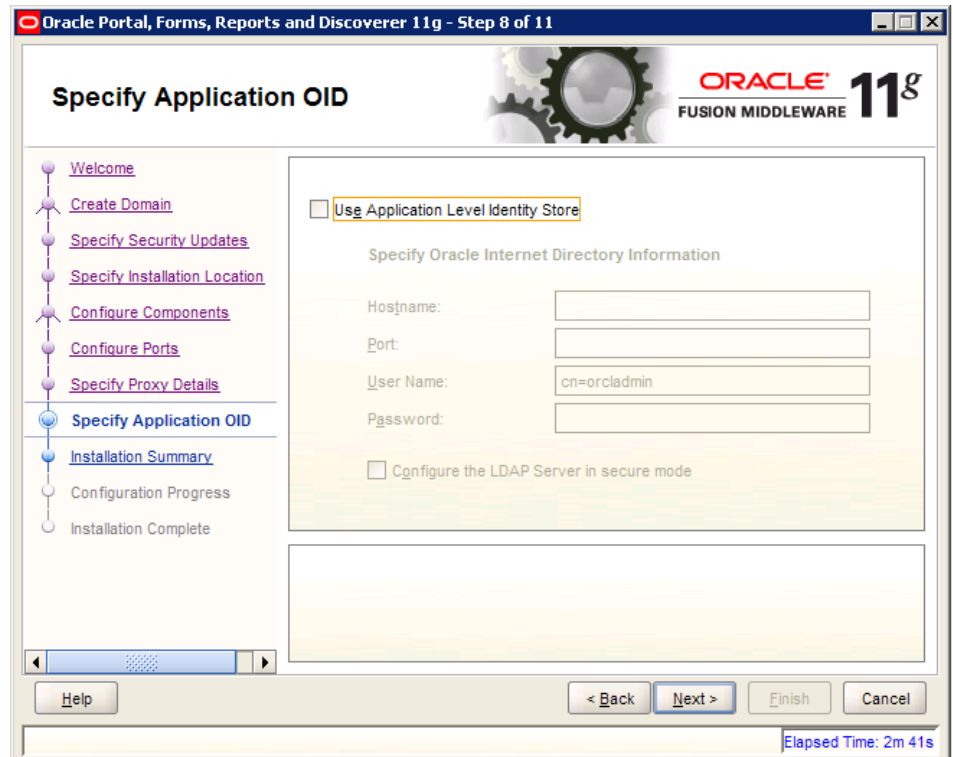 Oracle Portal, Forms, Reports and Discoverer 11g - Step 8 of 11
Specify Application OID
ORACLE
FUSION MIDDLEWARE
11g
Welcome
Create Domain
Specify Security Updates
Specify Installation Location
Configure Components
Configure Ports
Specify Proxy Details
Specify Application OID
Installation Summary
Configuration Progress
Installation Complete
Use Application Level Identity Store
Specify Oracle Internet Directory Information
Hostname:
Port:
User Name: cn=orcladmin
Password:
Configure the LDAP Server in secure mode
Help < Back Next > Finish Cancel
Elapsed Time: 2m 41s